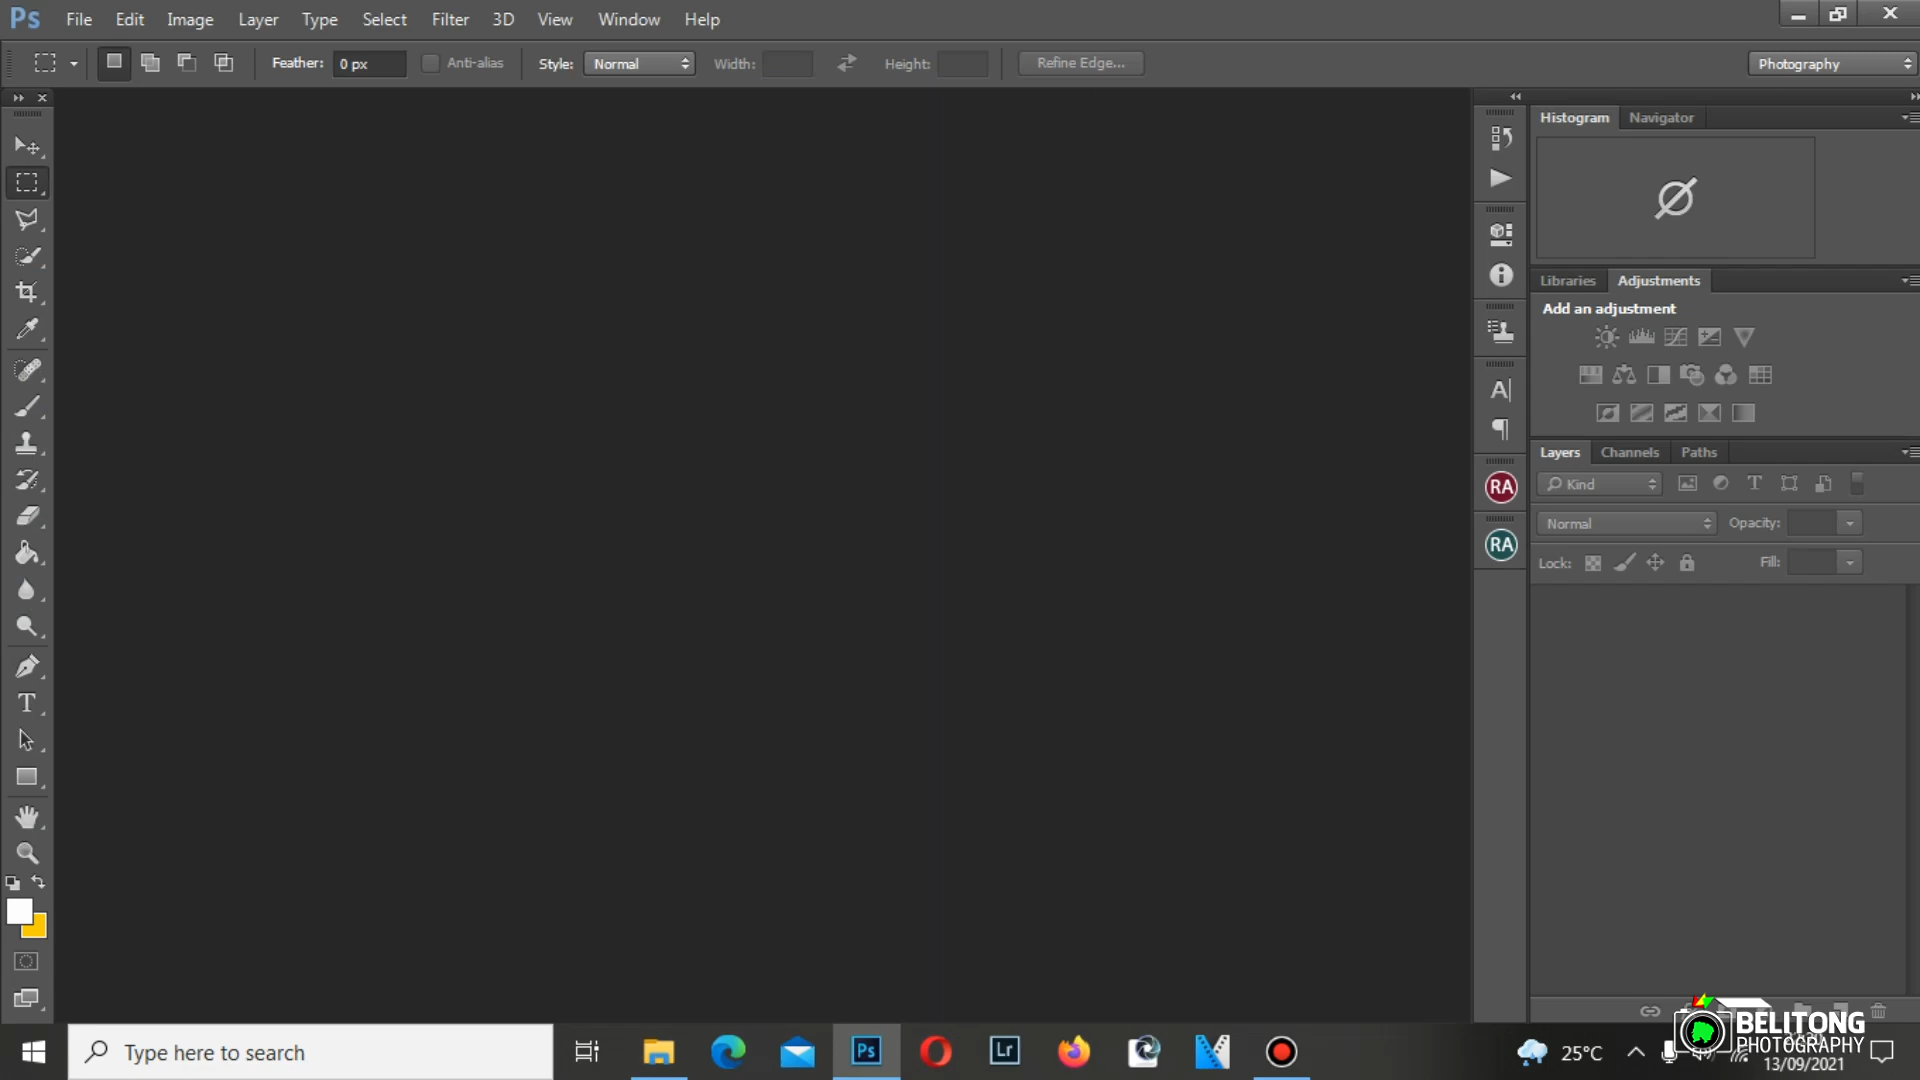 Ps File Edit Image Layer Type Select Filter 3D View Window Help
Feather: 0 px Anti-alias Style: Normal Width: Height: Refine Edge... Photography
Histogram Navigator
Libraries Adjustments
Add an adjustment
Layers Channels Paths
Kind
Normal Opacity:
Lock: Fill:
A
RA
RA
T
Type here to search
Ps
Lr
25°C
13/09/2021
BELITONG
PHOTOGRAPHY